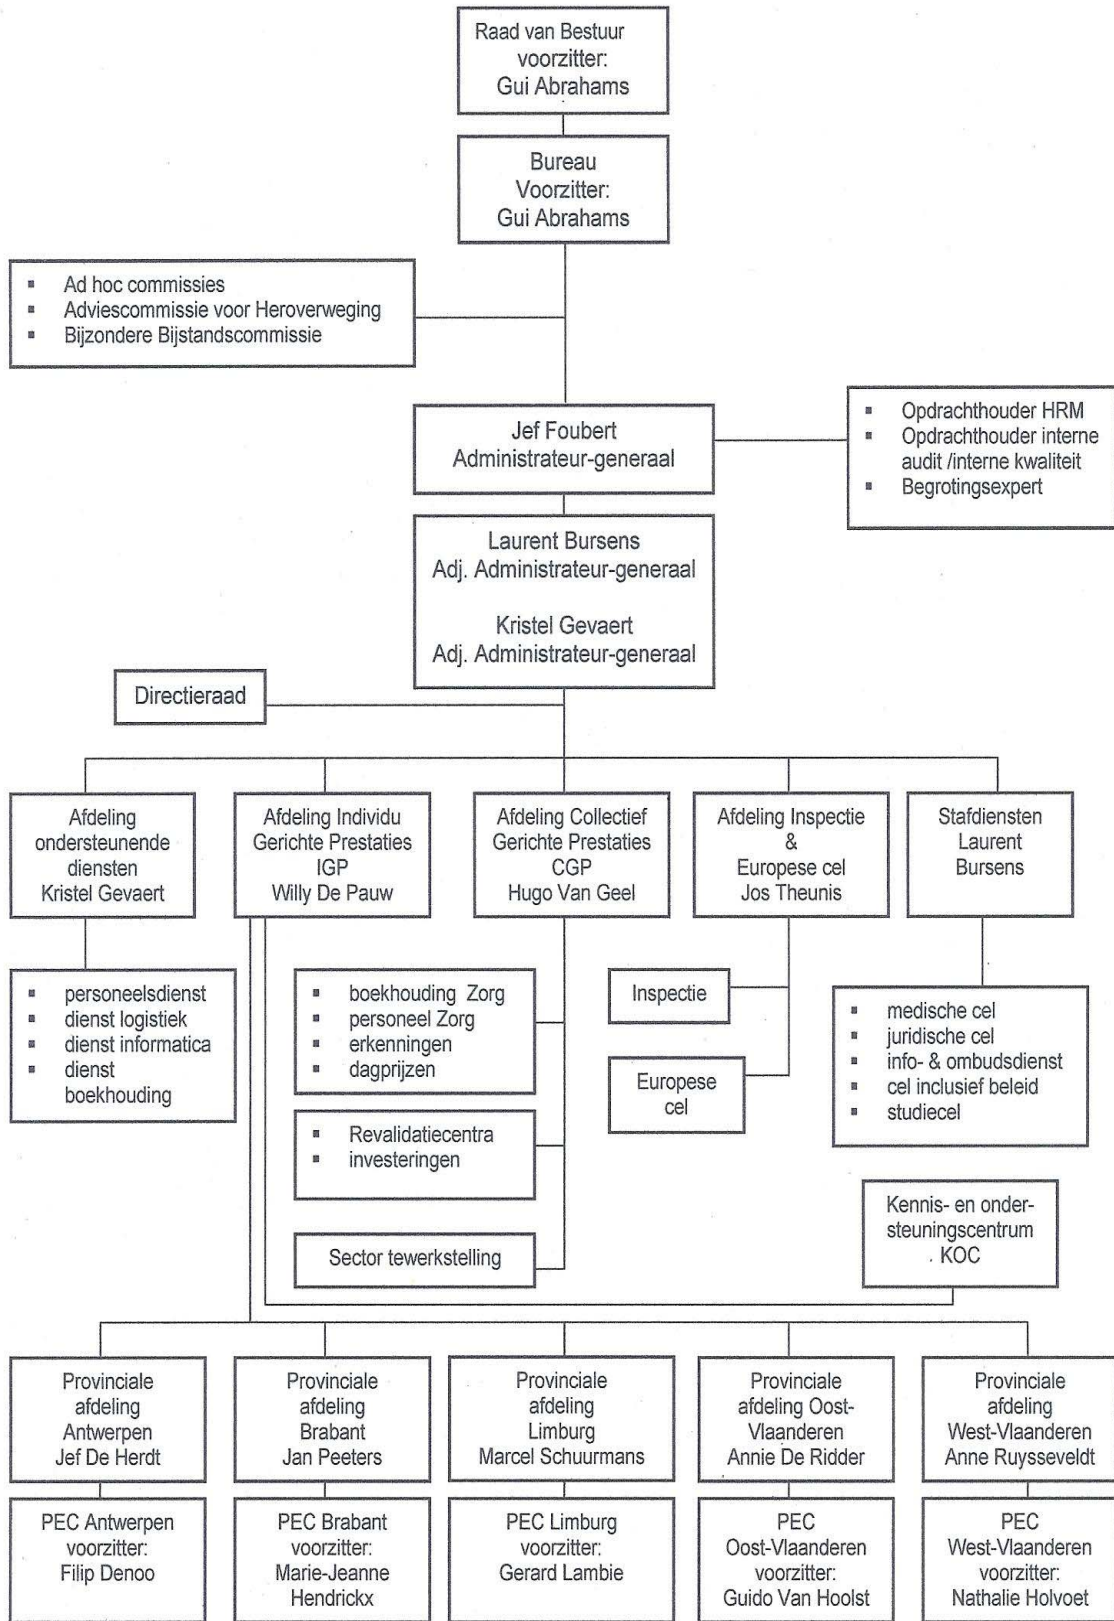 Raad van Bestuur
voorzitter:
Gui Abrahams
Bureau
Voorzitter:
Gui Abrahams
▪ Ad hoc commissies
▪ Adviescommissie voor Heroverweging
▪ Bijzondere Bijstandscommissie
Jef Foubert
Administrateur-generaal
▪ Opdrachthouder HRM
▪ Opdrachthouder interne
audit /interne kwaliteit
▪ Begrotingsexpert
Laurent Bursens
Adj. Administrateur-generaal
Kristel Gevaert
Adj. Administrateur-generaal
Directieraad
Afdeling
ondersteunende
diensten
Kristel Gevaert
Afdeling Individu
Gerichte Prestaties
IGP
Willy De Pauw
Afdeling Collectief
Gerichte Prestaties
CGP
Hugo Van Geel
Afdeling Inspectie
&
Europese cel
Jos Theunis
Stafdiensten
Laurent
Bursens
▪ personeelsdienst
▪ dienst logistiek
▪ dienst informatica
▪ dienst
boekhouding
▪ boekhouding Zorg
▪ personeel Zorg
▪ erkenningen
▪ dagprijzen
Inspectie
▪ medische cel
▪ juridische cel
▪ info- & ombudsdienst
▪ cel inclusief beleid
▪ studiecel
Europese
cel
▪ Revalidatiecentra
▪ investeringen
Kennis- en onder-
steuningscentrum
KOC
Sector tewerkstelling
Provinciale
afdeling
Antwerpen
Jef De Herdt
Provinciale
afdeling
Brabant
Jan Peeters
Provinciale
afdeling
Limburg
Marcel Schuurmans
Provinciale
afdeling Oost-
Vlaanderen
Annie De Ridder
Provinciale
afdeling
West-Vlaanderen
Anne Ruysseveldt
PEC Antwerpen
voorzitter:
Filip Denoo
PEC Brabant
voorzitter:
Marie-Jeanne
Hendrickx
PEC Limburg
voorzitter:
Gerard Lambie
PEC
Oost-Vlaanderen
voorzitter:
Guido Van Hoolst
PEC
West-Vlaanderen
voorzitter:
Nathalie Holvoet